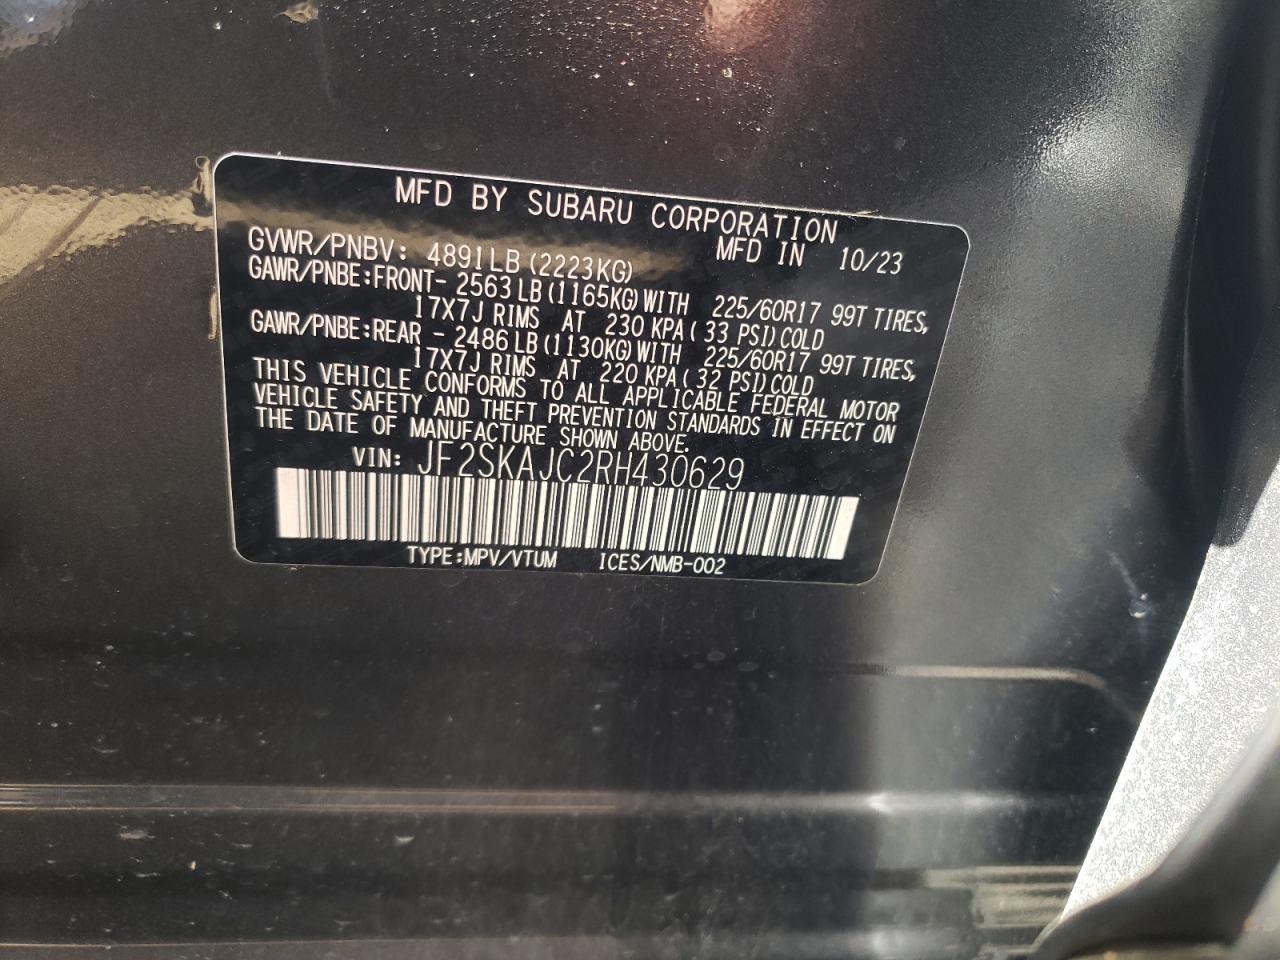 MFD BY SUBARU CORPORATION
GVWR/PNBV: 4891LB (2223KG) MFD IN 10/23
GAWR/PNBE:FRONT- 2563 LB (1165KG) WITH 225/60R17 99T TIRES,
17X7J RIMS AT 230 KPA ( 33 PSI) COLD
GAWR/PNBE:REAR - 2486 LB (1130KG) WITH 225/60R17 99T TIRES,
17X7J RIMS AT 220 KPA ( 32 PSI) COLD
THIS VEHICLE CONFORMS TO ALL APPLICABLE FEDERAL MOTOR
VEHICLE SAFETY AND THEFT PREVENTION STANDARDS IN EFFECT ON
THE DATE OF MANUFACTURE SHOWN ABOVE.
VIN: JF2SKAJC2RH430629
TYPE:MPV/VTUM ICES/NMB-002